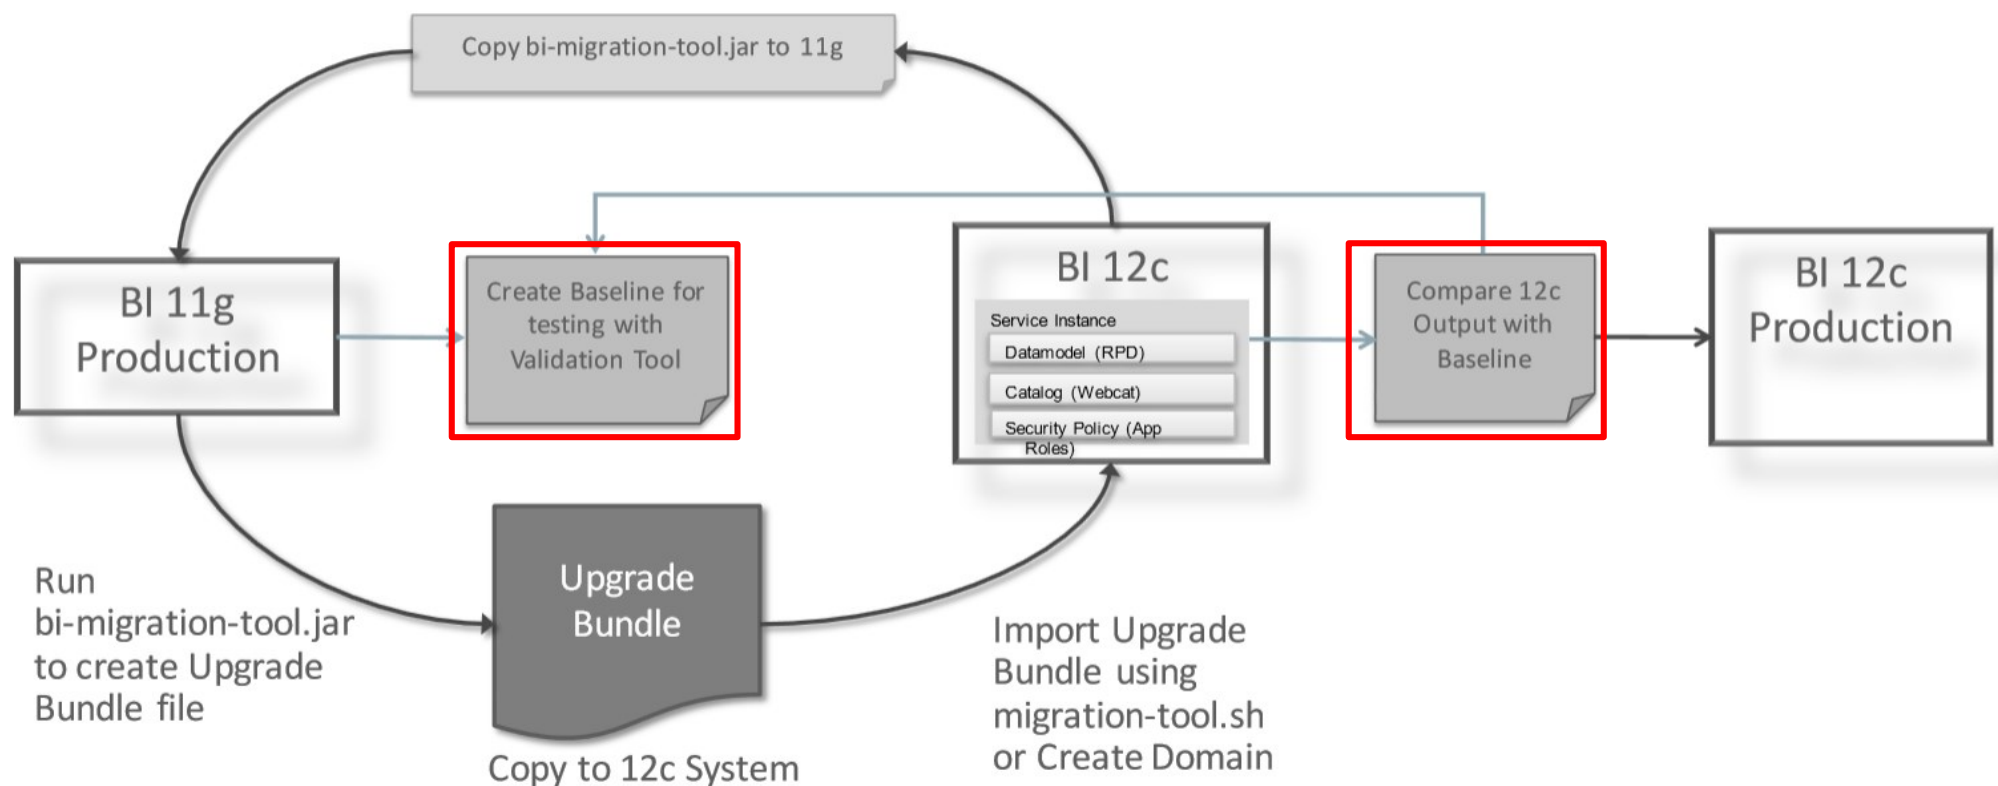 Copy bi-migration-tool.jar to 11g
BI 11g
Production
Create Baseline for
testing with
Validation Tool
BI 12c
Service Instance
Datamodel (RPD)
Catalog (Webcat)
Security Policy (App
Roles)
Compare 12c
Output with
Baseline
BI 12c
Production
Run
bi-migration-tool.jar
to create Upgrade
Bundle file
Upgrade
Bundle
Copy to 12c System
Import Upgrade
Bundle using
migration-tool.sh
or Create Domain